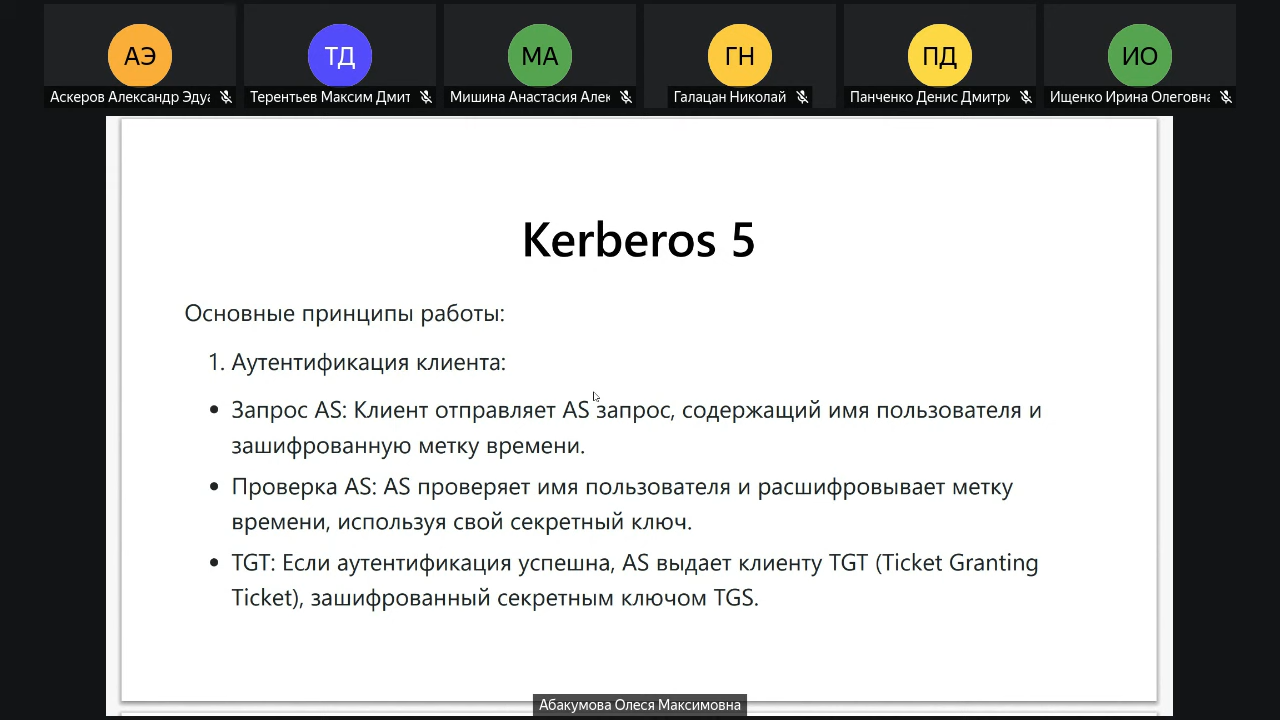 АЭ
ТД
МА
ГН
ПД
ИО
Аскеров Александр Эдуа
Терентьев Максим Дмит
Мишина Анастасия Алек
Галацан Николай
Панченко Денис Дмитри
Ищенко Ирина Олеговна
Kerberos 5
Основные принципы работы:
1. Аутентификация клиента:
• Запрос AS: Клиент отправляет AS запрос, содержащий имя пользователя и
зашифрованную метку времени.
• Проверка AS: AS проверяет имя пользователя и расшифровывает метку
времени, используя свой секретный ключ.
• TGT: Если аутентификация успешна, AS выдает клиенту TGT (Ticket Granting
Ticket), зашифрованный секретным ключом TGS.
Абакумова Олеся Максимовна